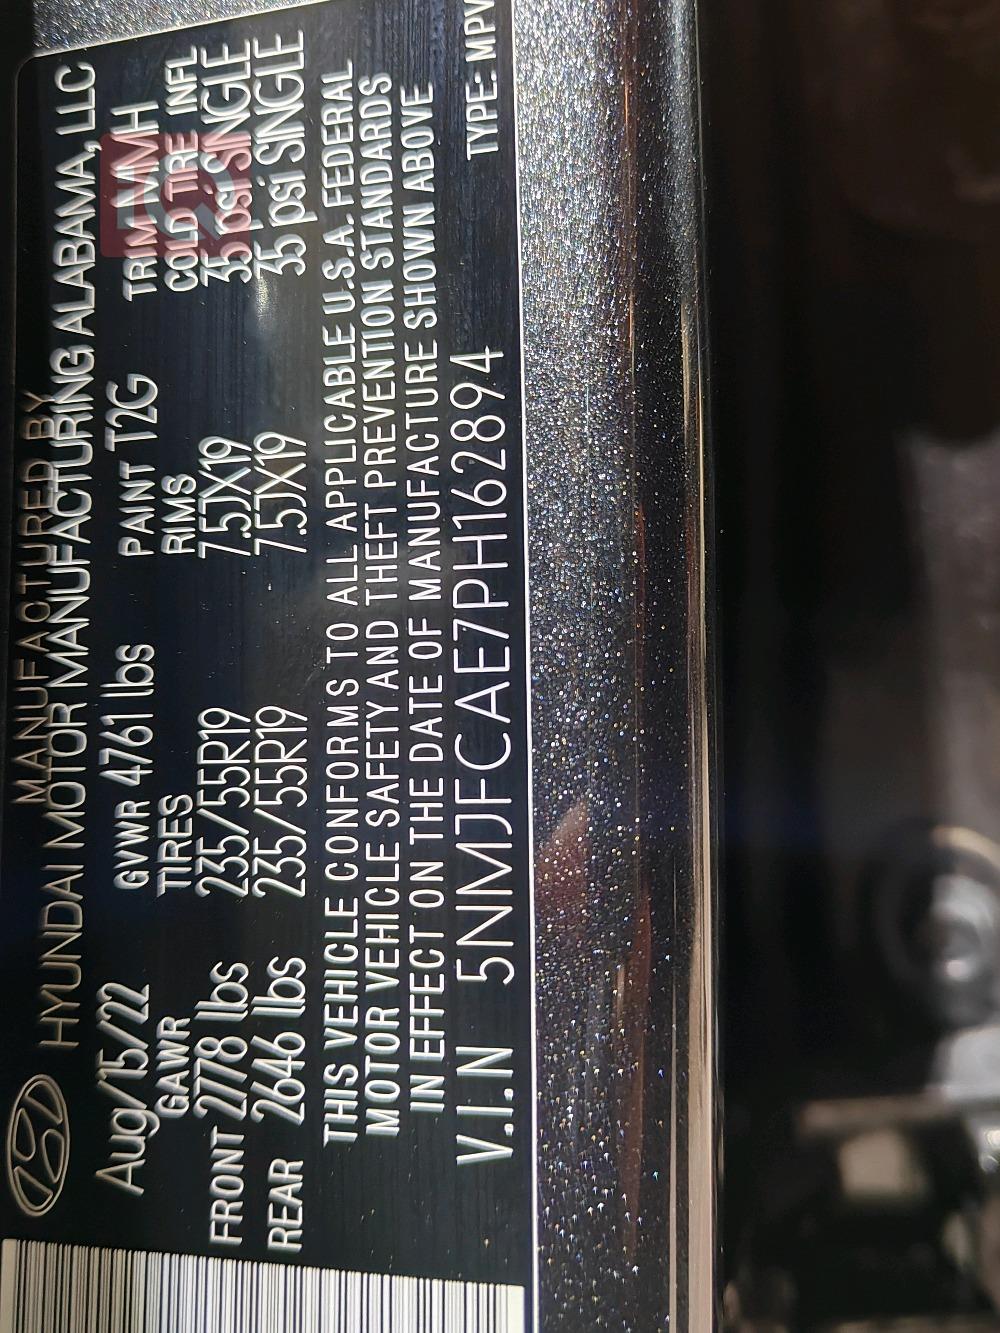 MANUFACTURED BY
HYUNDAI MOTOR MANUFACTURING ALABAMA, LLC
Aug/15/22 GVWR 4761 lbs PAINT T2G TRIM NMH
GAWR TIRES RIMS COLD TIRE INFL
FRONT 2778 lbs 235/55R19 7.5JX19 35 psi SINGLE
REAR 2646 lbs 235/55R19 7.5JX19 35 psi SINGLE
THIS VEHICLE CONFORMS TO ALL APPLICABLE U.S.A. FEDERAL
MOTOR VEHICLE SAFETY AND THEFT PREVENTION STANDARDS
IN EFFECT ON THE DATE OF MANUFACTURE SHOWN ABOVE
V.I.N 5NMJFCAE7PH162894 TYPE: MPV